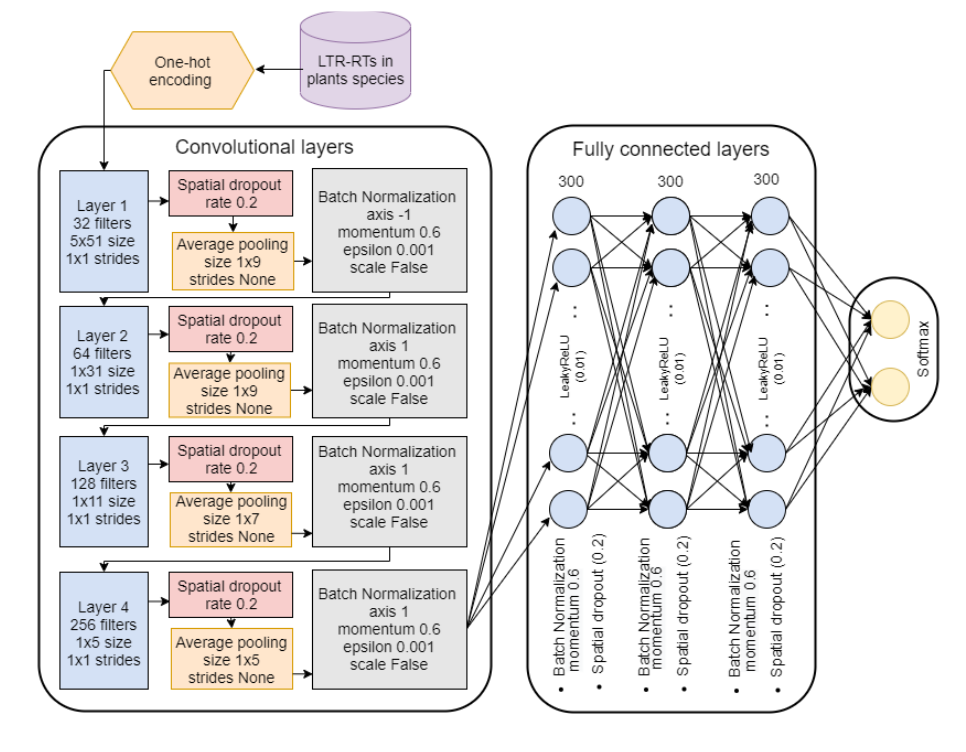 One-hot
encoding
LTR-RTs in
plants species
Convolutional layers
Layer 1
32 filters
5x51 size
1x1 strides
Spatial dropout
rate 0.2
Average pooling
size 1x9
strides None
Batch Normalization
axis -1
momentum 0.6
epsilon 0.001
scale False
Layer 2
64 filters
1x31 size
1x1 strides
Spatial dropout
rate 0.2
Average pooling
size 1x9
strides None
Batch Normalization
axis 1
momentum 0.6
epsilon 0.001
scale False
Layer 3
128 filters
1x11 size
1x1 strides
Spatial dropout
rate 0.2
Average pooling
size 1x7
strides None
Batch Normalization
axis 1
momentum 0.6
epsilon 0.001
scale False
Layer 4
256 filters
1x5 size
1x1 strides
Spatial dropout
rate 0.2
Average pooling
size 1x5
strides None
Batch Normalization
axis 1
momentum 0.6
epsilon 0.001
scale False
Fully connected layers
300
300
300
LeakyReLU
(0.01)
LeakyReLU
(0.01)
LeakyReLU
(0.01)
• Batch Normalization
momentum 0.6
• Spatial dropout (0.2)
• Batch Normalization
momentum 0.6
• Spatial dropout (0.2)
• Batch Normalization
momentum 0.6
• Spatial dropout (0.2)
Softmax